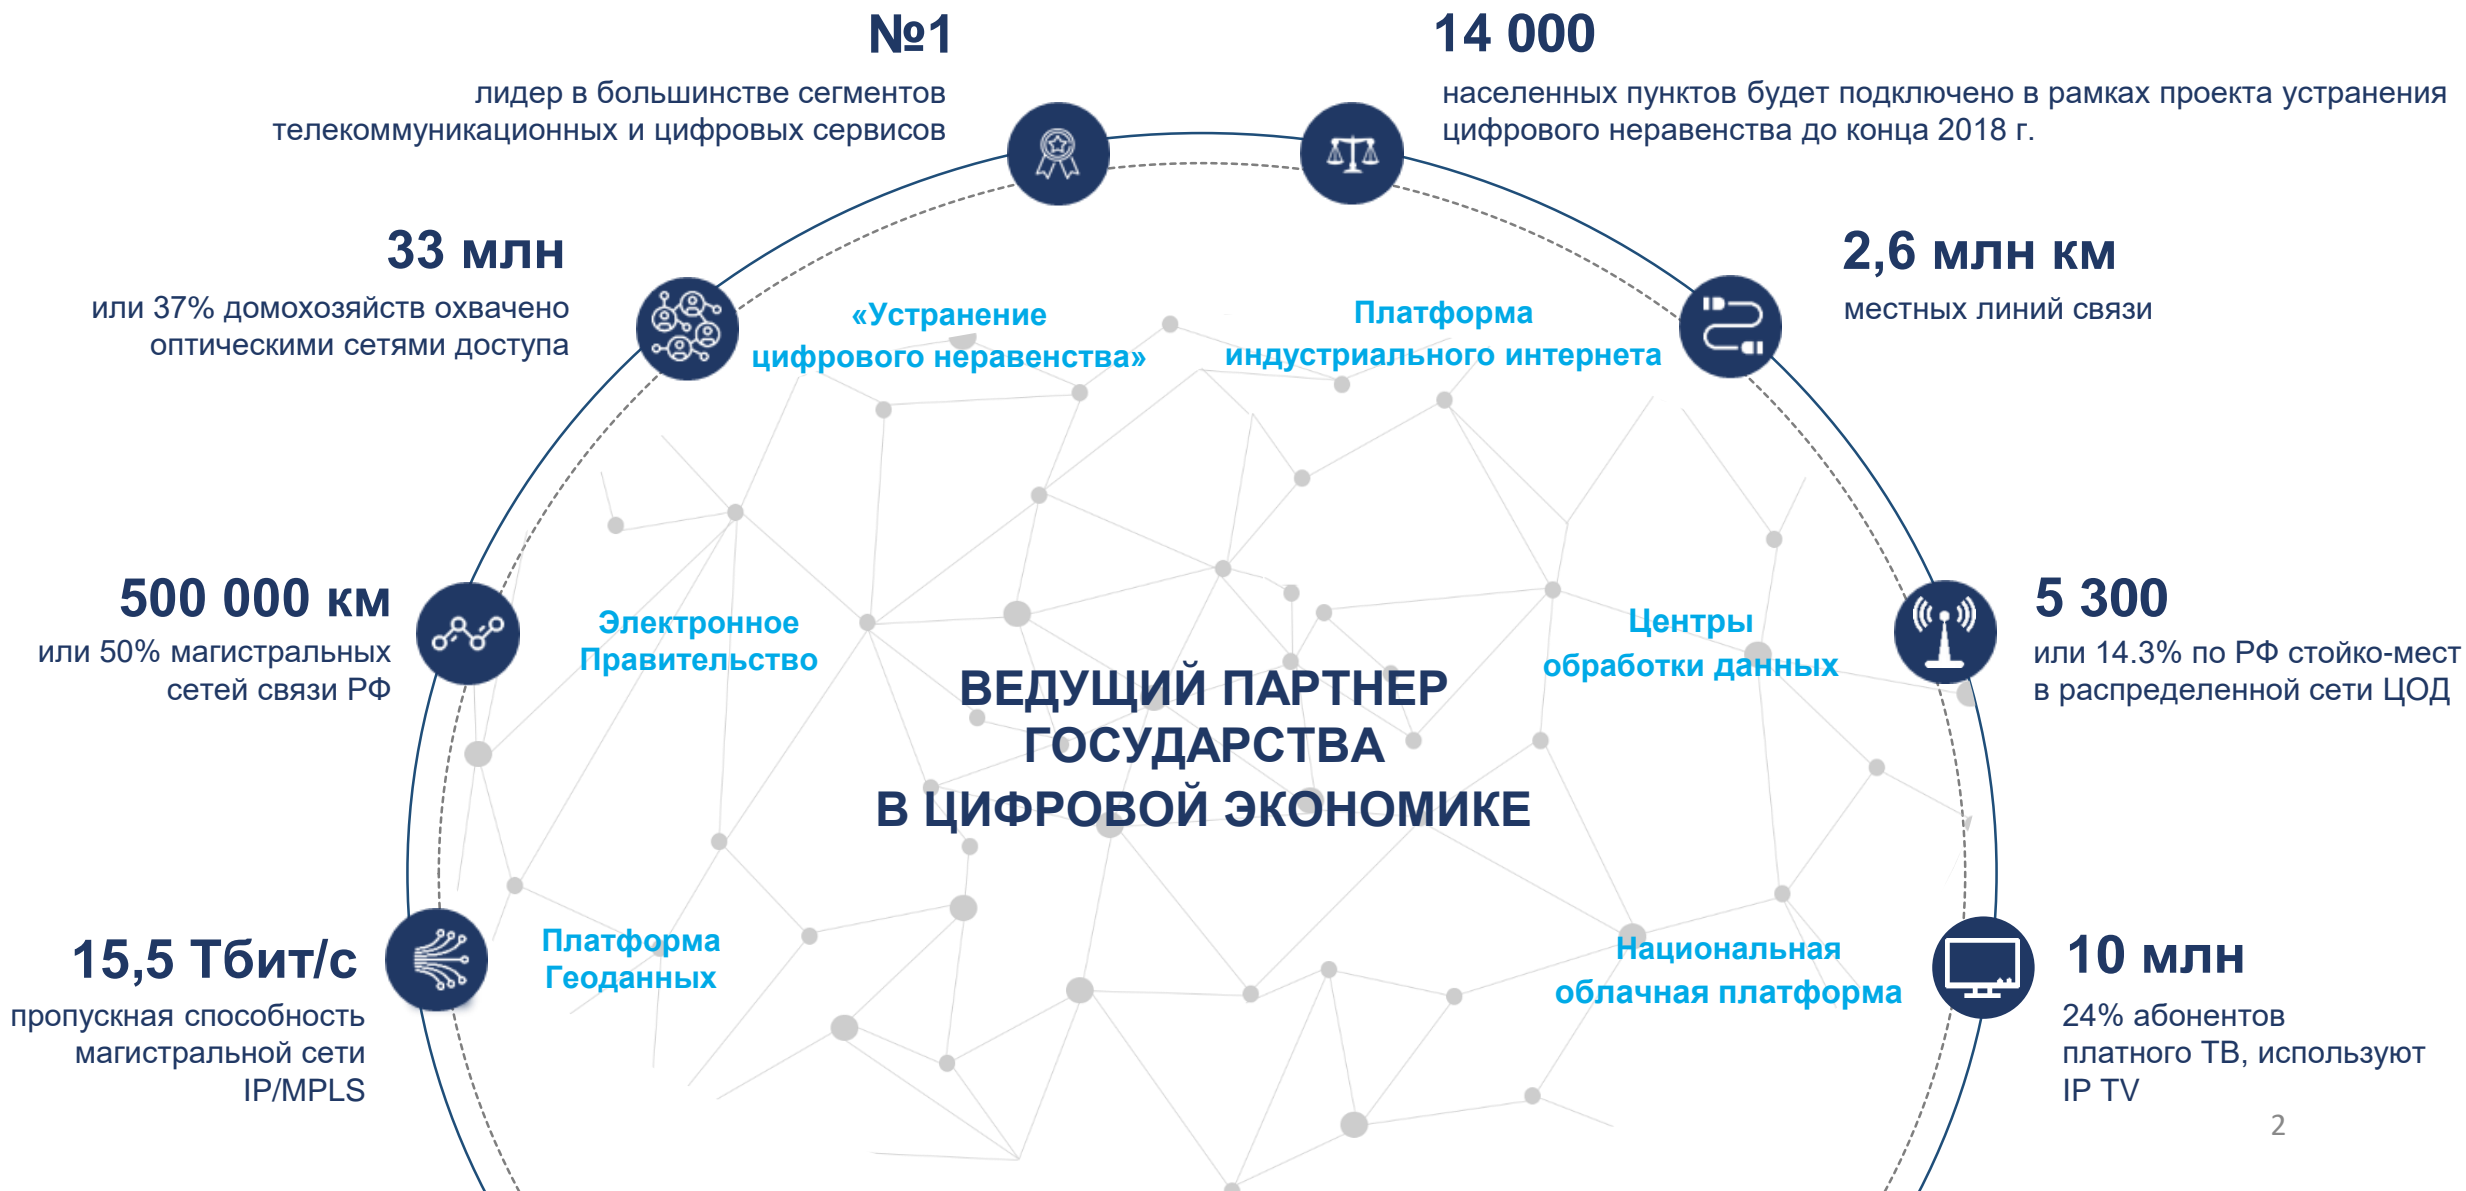 №1
лидер в большинстве сегментов
телекоммуникационных и цифровых сервисов
14 000
населенных пунктов будет подключено в рамках проекта устранения
цифрового неравенства до конца 2018 г.
33 млн
или 37% домохозяйств охвачено
оптическими сетями доступа
2,6 млн км
местных линий связи
«Устранение
цифрового неравенства»
Платформа
индустриального интернета
500 000 км
или 50% магистральных
сетей связи РФ
Электронное
Правительство
Центры
обработки данных
5 300
или 14.3% по РФ стойко-мест
в распределенной сети ЦОД
ВЕДУЩИЙ ПАРТНЕР
ГОСУДАРСТВА
В ЦИФРОВОЙ ЭКОНОМИКЕ
15,5 Тбит/с
пропускная способность
магистральной сети
IP/MPLS
Платформа
Геоданных
Национальная
облачная платформа
10 млн
24% абонентов
платного ТВ, используют
IP TV
2